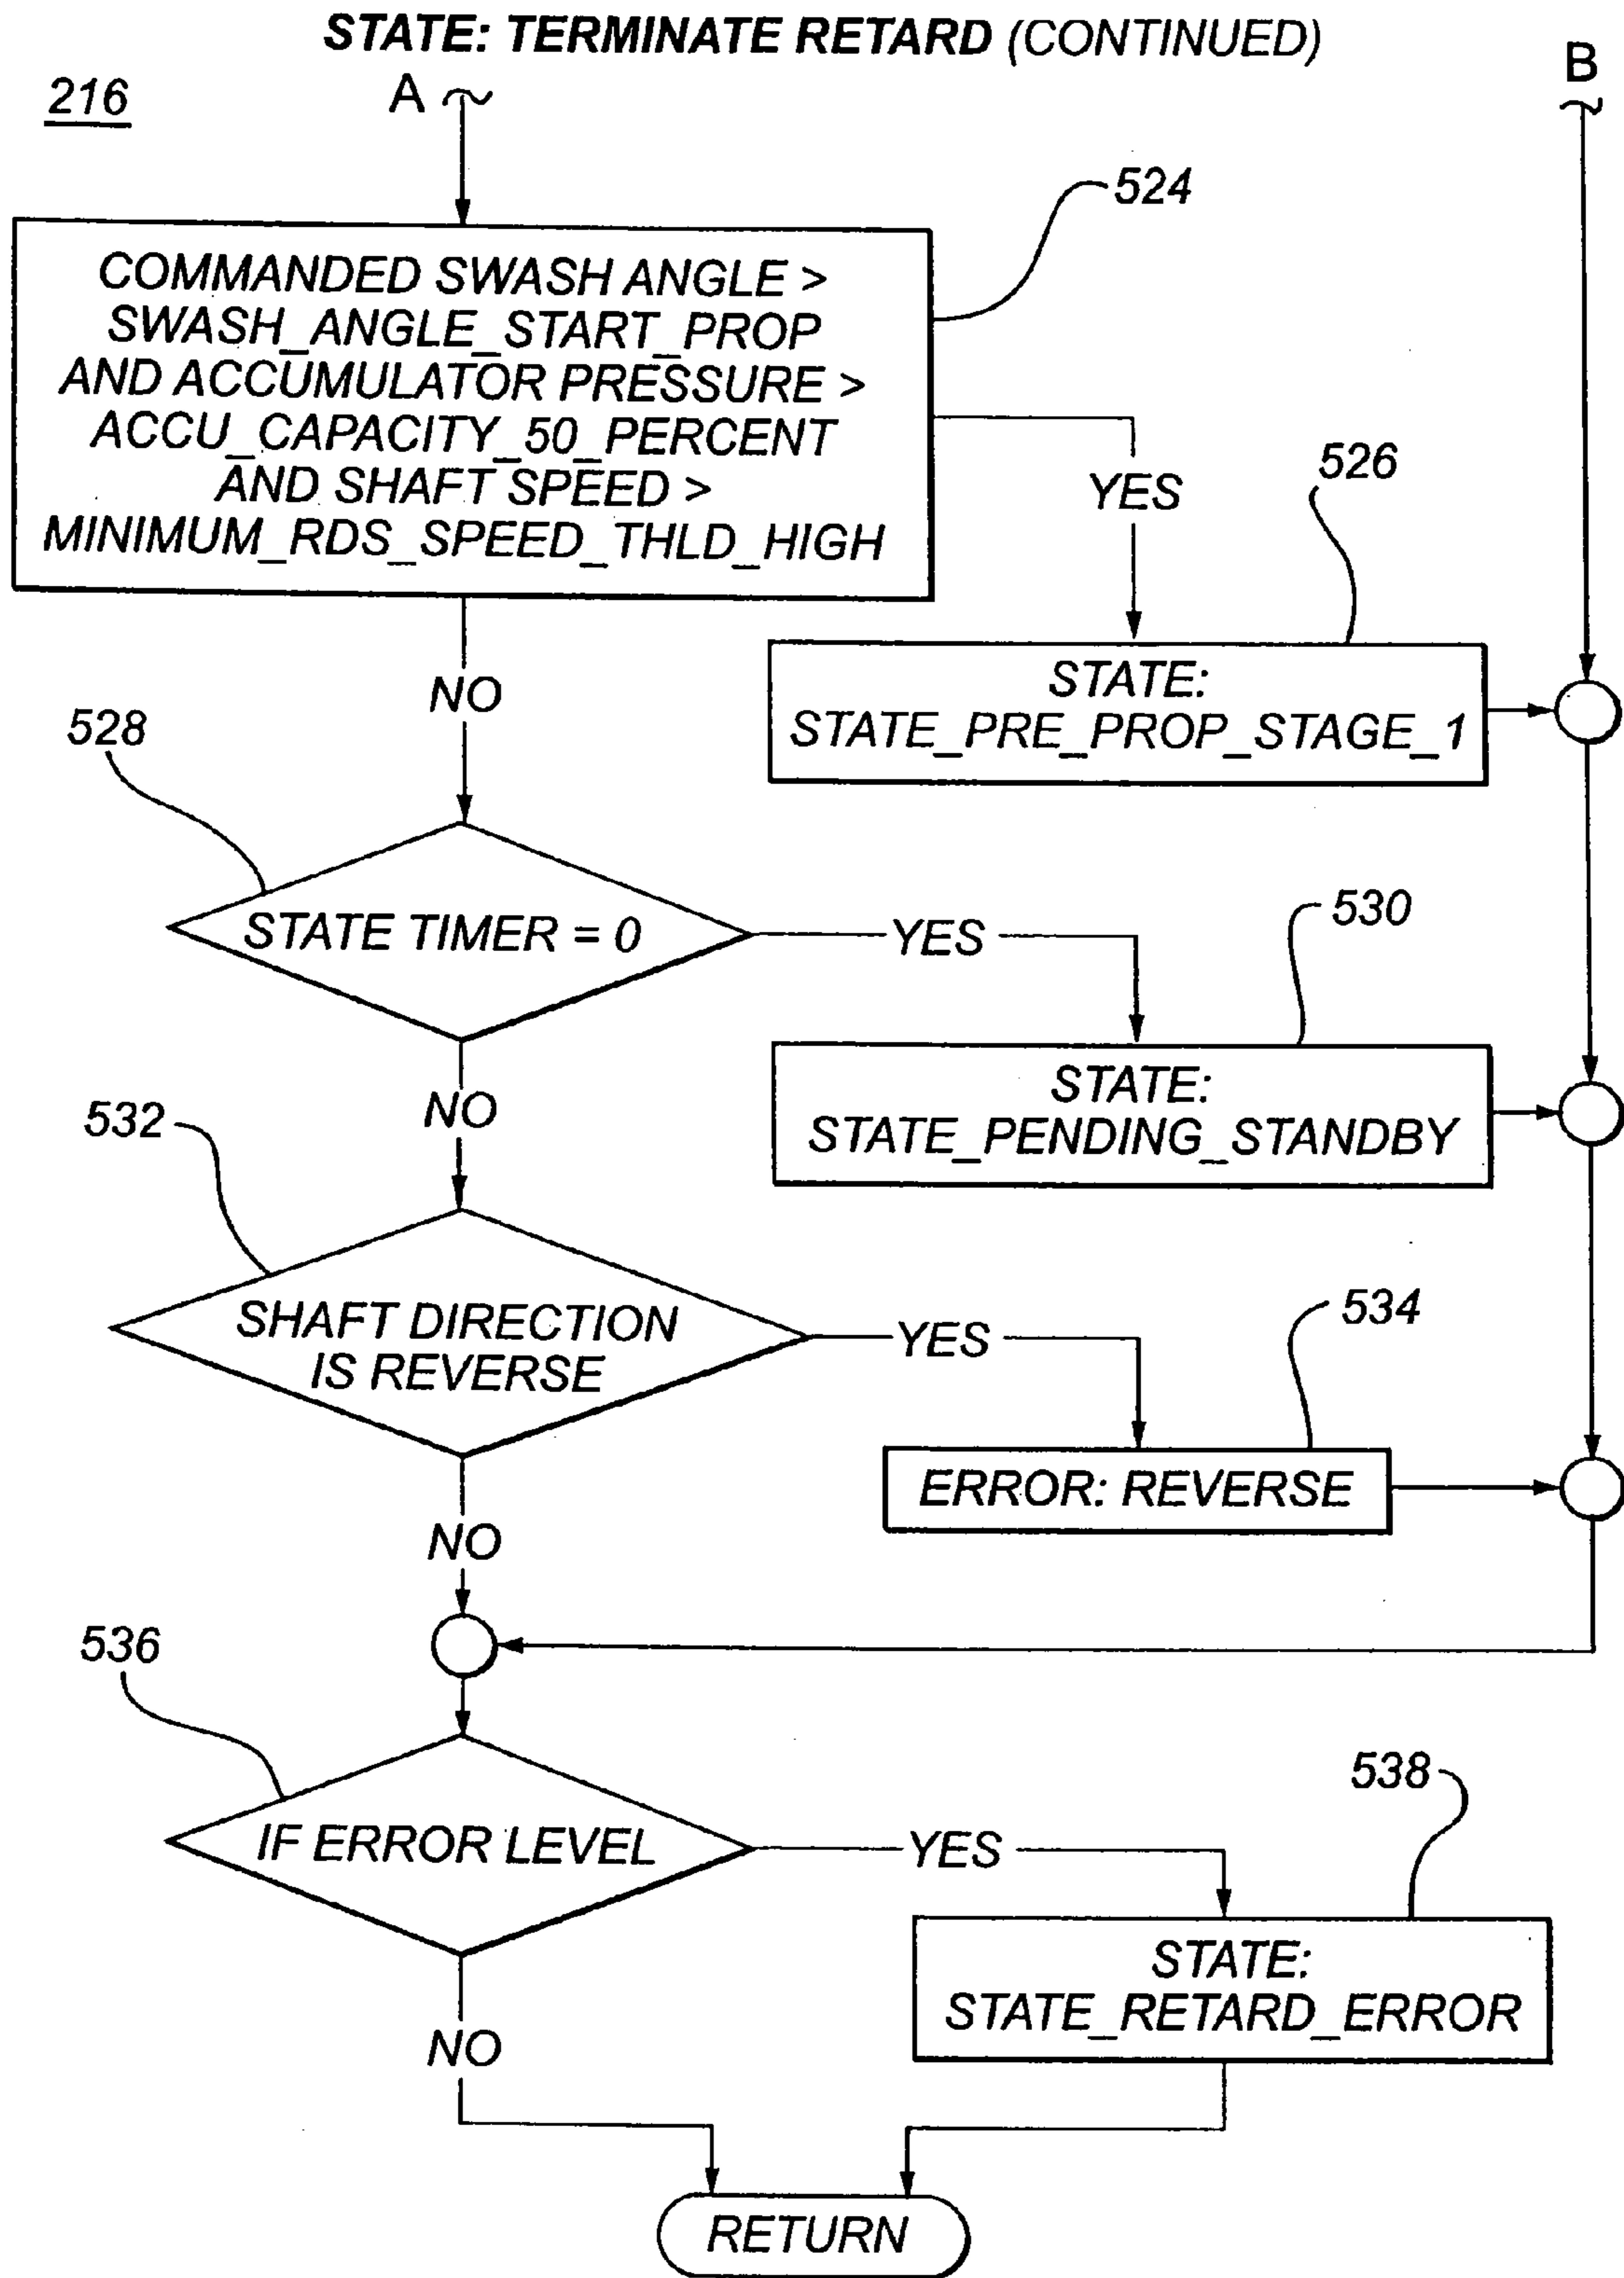 STATE: TERMINATE RETARD (CONTINUED)
216
A
B
524
COMMANDED SWASH ANGLE >
SWASH_ANGLE_START_PROP
AND ACCUMULATOR PRESSURE >
ACCU_CAPACITY_50_PERCENT
AND SHAFT SPEED >
MINIMUM_RDS_SPEED_THLD_HIGH
YES
526
STATE:
STATE_PRE_PROP_STAGE_1
NO
528
STATE TIMER = 0
YES
530
STATE:
STATE_PENDING_STANDBY
NO
532
SHAFT DIRECTION
IS REVERSE
YES
534
ERROR: REVERSE
NO
536
IF ERROR LEVEL
YES
538
STATE:
STATE_RETARD_ERROR
NO
RETURN